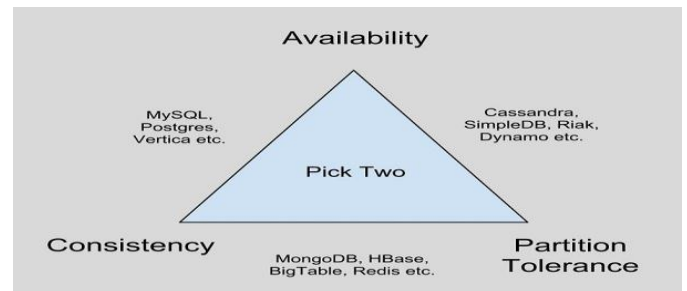 Availability
MySQL,
Postgres,
Vertica etc.
Cassandra,
SimpleDB, Riak,
Dynamo etc.
Pick Two
Consistency
MongoDB, HBase,
BigTable, Redis etc.
Partition
Tolerance